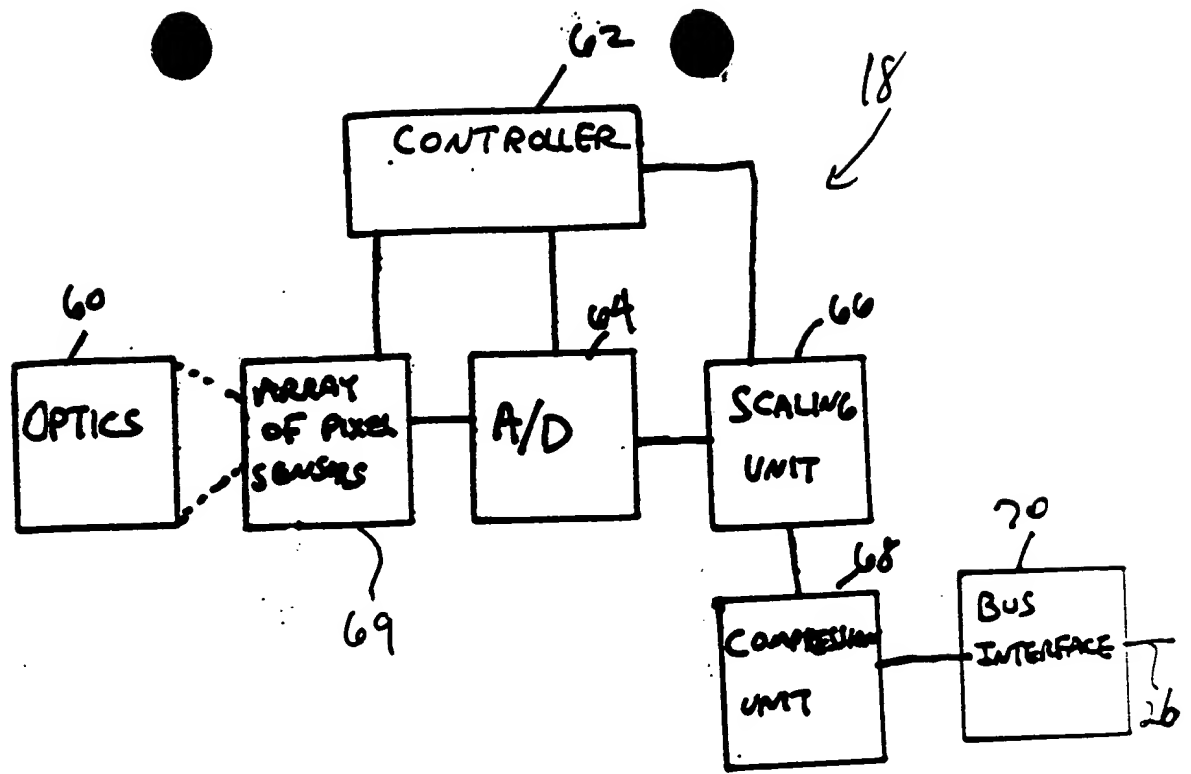 62
18
CONTROLLER
60
64
66
OPTICS
ARRAY
OF PIXEL
SENSORS
A/D
SCALING
UNIT
69
68
70
COMPRESSION
UNIT
BUS
INTERFACE
26